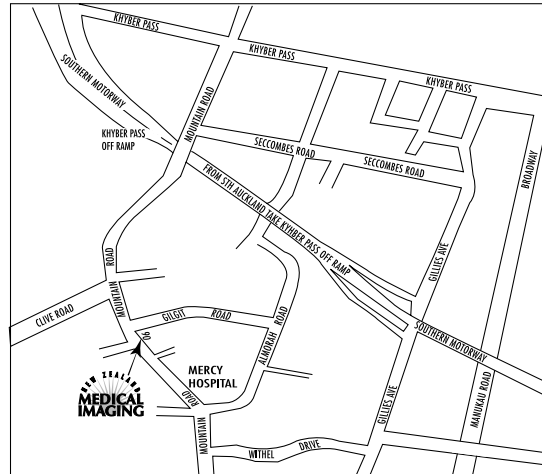 KHYBER PASS
KHYBER PASS
KHYBER PASS
SOUTHERN MOTORWAY
MOUNTAIN ROAD
KHYBER PASS
OFF RAMP
SECCOMBES ROAD
SECCOMBES ROAD
BROADWAY
FROM STH AUCKLAND TAKE KYHBER PASS OFF RAMP
GILLIES AVE
MOUNTAIN ROAD
CLIVE ROAD
GILGIT ROAD
ALMORAH ROAD
SOUTHERN MOTORWAY
90
MERCY
HOSPITAL
NEW ZEALAND
MEDICAL
IMAGING
MOUNTAIN ROAD
GILLIES AVE
MANUKAU ROAD
WITHEL DRIVE